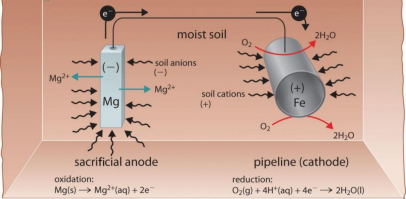 e⁻
e⁻
moist soil
O₂
2H₂O
(−)
soil anions
(−)
Mg²⁺
Mg²⁺
Mg
soil cations
(+)
(+)
Fe
O₂
2H₂O
sacrificial anode
pipeline (cathode)
oxidation:
Mg(s) → Mg²⁺(aq) + 2e⁻
reduction:
O₂(g) + 4H⁺(aq) + 4e⁻ → 2H₂O(l)